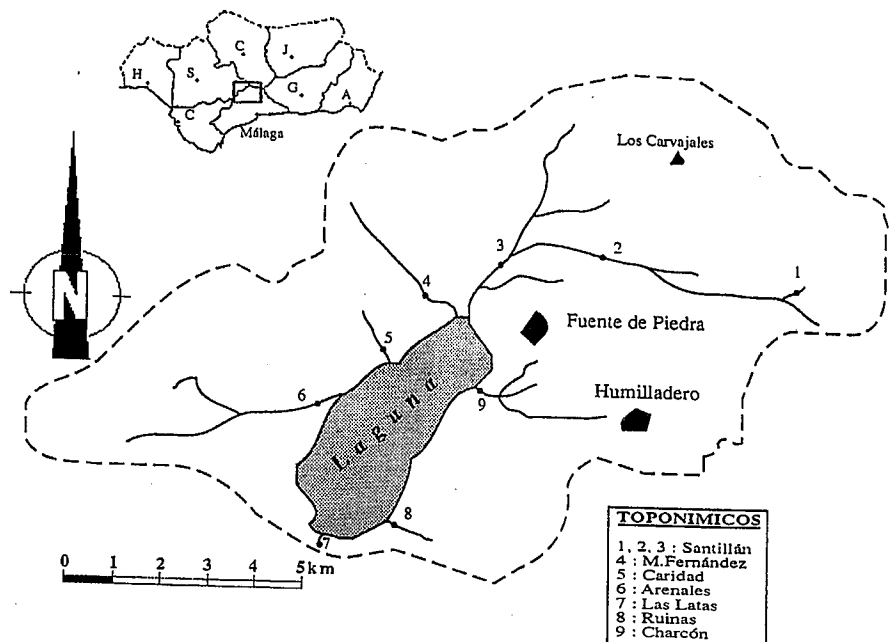 C
J
H
S
G
A
C
Málaga
Los Carvajales
N
3
2
1
4
Fuente de Piedra
5
Humilladero
6
9
Laguna
8
7
0 1 2 3 4 5 km
TOPONIMICOS
1, 2, 3 : Santillán
4 : M.Fernández
5 : Caridad
6 : Arenales
7 : Las Latas
8 : Ruinas
9 : Charcón